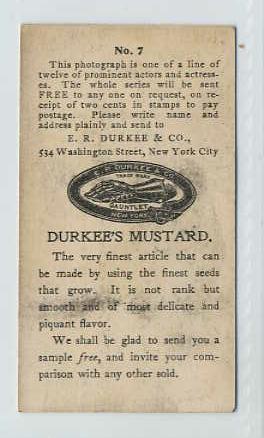 No. 7
This photograph is one of a line of
twelve of prominent actors and actress-
es. The whole series will be sent
FREE to any one on request, on re-
ceipt of two cents in stamps to pay
postage. Please write name and
address plainly and send to
E. R. DURKEE & CO.,
534 Washington Street, New York City
E. R. DURKEE & CO.
TRADE MARK
GAUNTLET
NEW YORK
DURKEE'S MUSTARD.
The very finest article that can
be made by using the finest seeds
that grow. It is not rank but
smooth and of most delicate and
piquant flavor.
We shall be glad to send you a
sample free, and invite your com-
parison with any other sold.